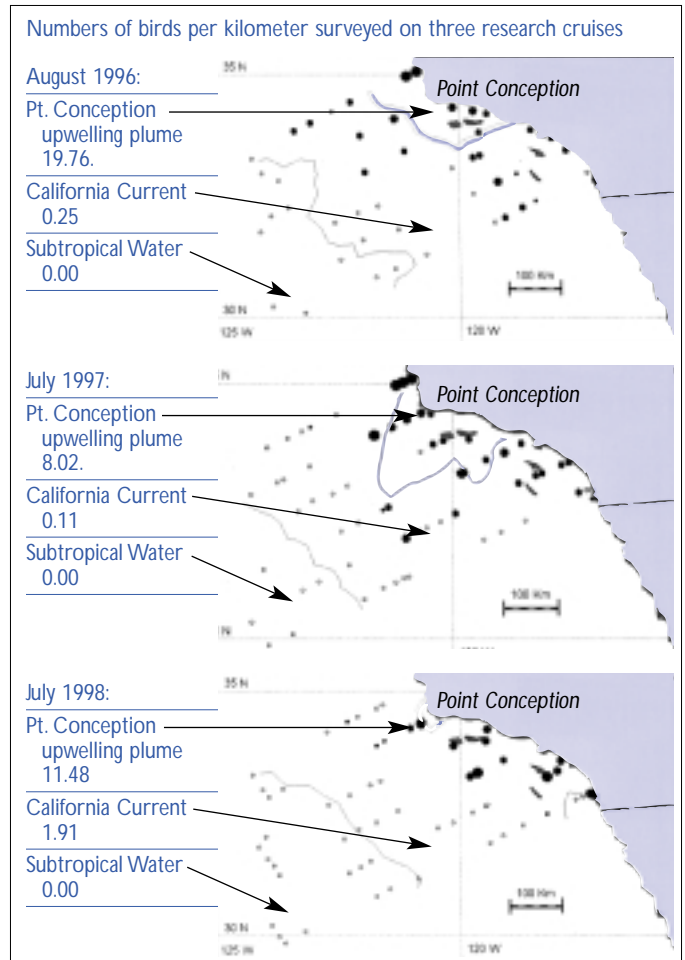 Numbers of birds per kilometer surveyed on three research cruises
August 1996:
Pt. Conception
upwelling plume
19.76.
California Current
0.25
Subtropical Water
0.00
35 N
Point Conception
100 Km
30 N
125 W
120 W
July 1997:
Pt. Conception
upwelling plume
8.02.
California Current
0.11
Subtropical Water
0.00
N
Point Conception
100 Km
N
July 1998:
Pt. Conception
upwelling plume
11.48
California Current
1.91
Subtropical Water
0.00
35 N
Point Conception
100 Km
30 N
125 W
120 W